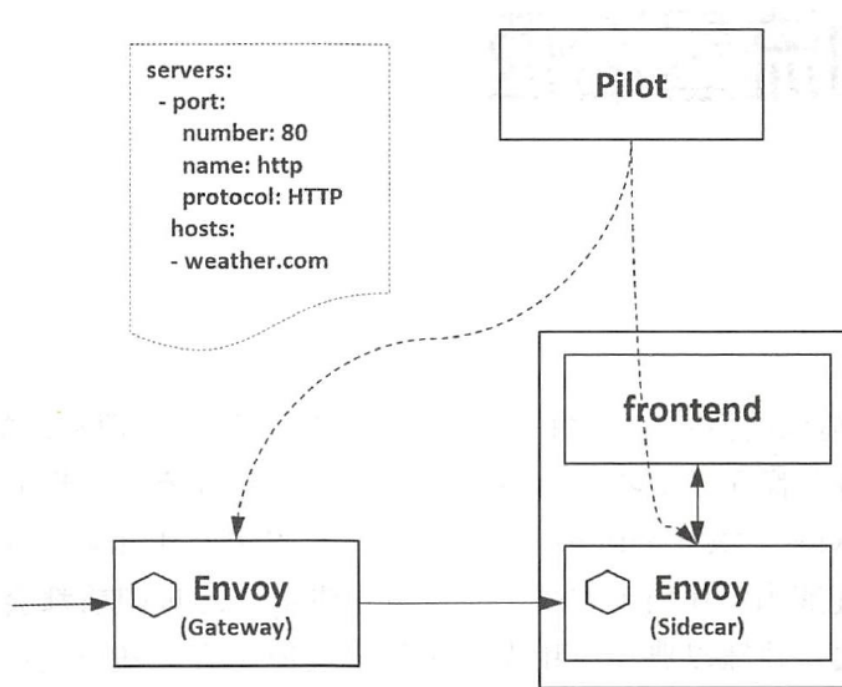 servers:
- port:
number: 80
name: http
protocol: HTTP
hosts:
- weather.com
Pilot
frontend
Envoy
(Gateway)
Envoy
(Sidecar)